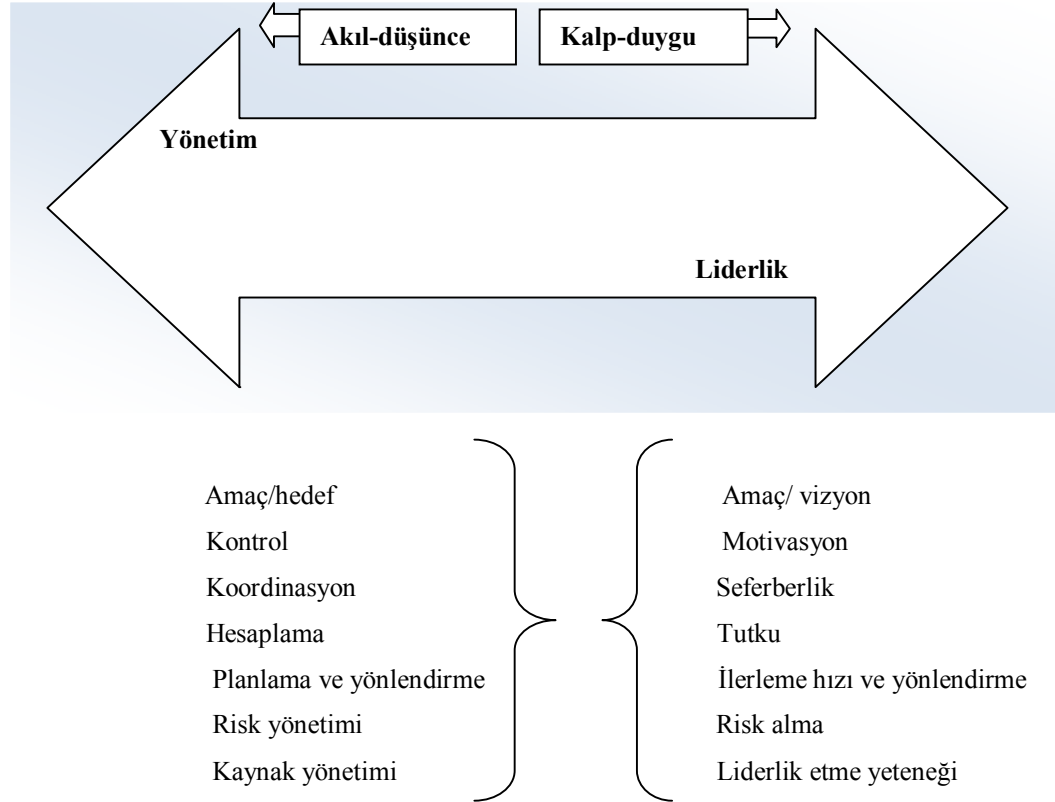 Akıl-düşünce
Kalp-duygu
Yönetim
Liderlik
Amaç/hedef
Kontrol
Koordinasyon
Hesaplama
Planlama ve yönlendirme
Risk yönetimi
Kaynak yönetimi
Amaç/ vizyon
Motivasyon
Seferberlik
Tutku
İlerleme hızı ve yönlendirme
Risk alma
Liderlik etme yeteneği